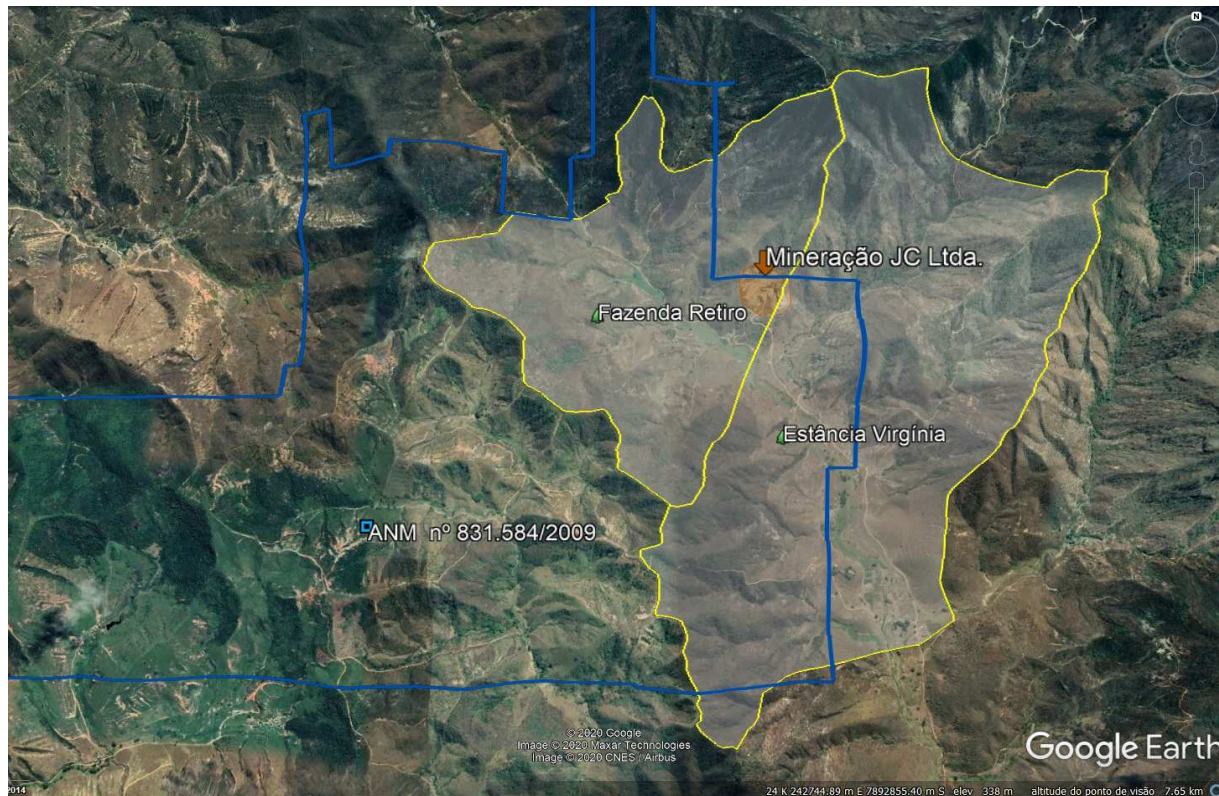 N
Mineração JC Ltda.
Fazenda Retiro
Estância Virgínia
ANM nº 831.584/2009
© 2020 Google
Image © 2020 Maxar Technologies
Image © 2020 CNES / Airbus
Google Earth
2014
24 K 242744.89 m E 7892855.40 m S elev 338 m altitude do ponto de visão 7.65 km